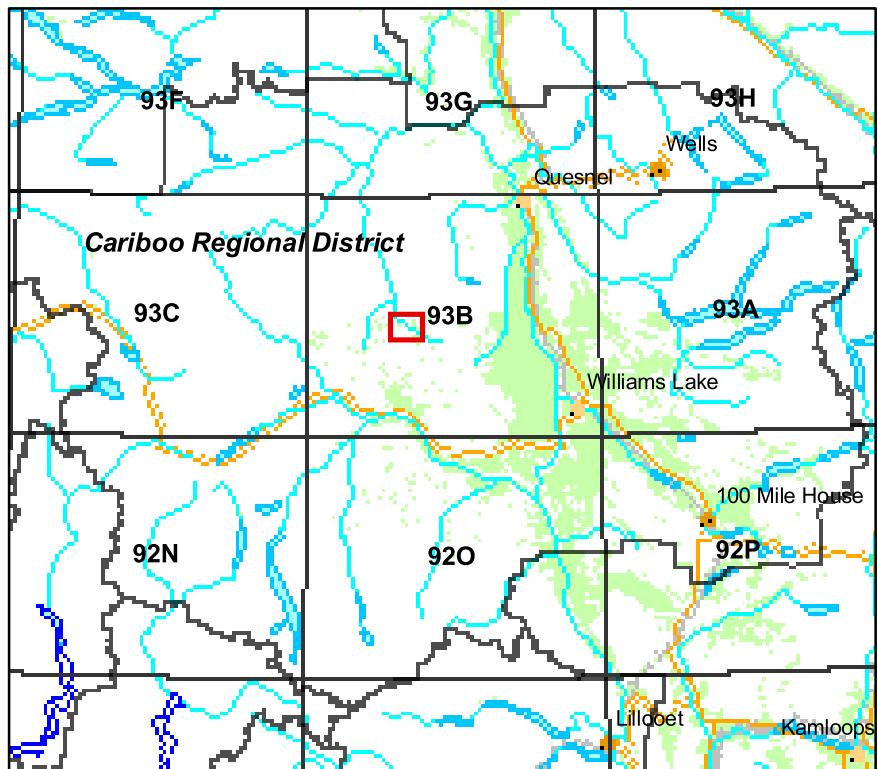 93F
93G
93H
Wells
Quesnel
Cariboo Regional District
93C
93B
93A
Williams Lake
100 Mile House
92N
92O
92P
Lillooet
Kamloops